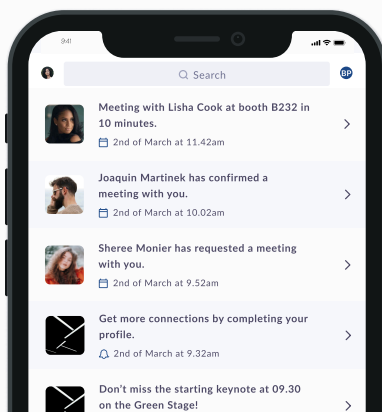 9:41
Search
BP
Meeting with Lisha Cook at booth B232 in
10 minutes.
2nd of March at 11.42am
Joaquin Martinek has confirmed a
meeting with you.
2nd of March at 10.02am
Sheree Monier has requested a meeting
with you.
2nd of March at 9.52am
Get more connections by completing your
profile.
2nd of March at 9.32am
Don't miss the starting keynote at 09.30
on the Green Stage!